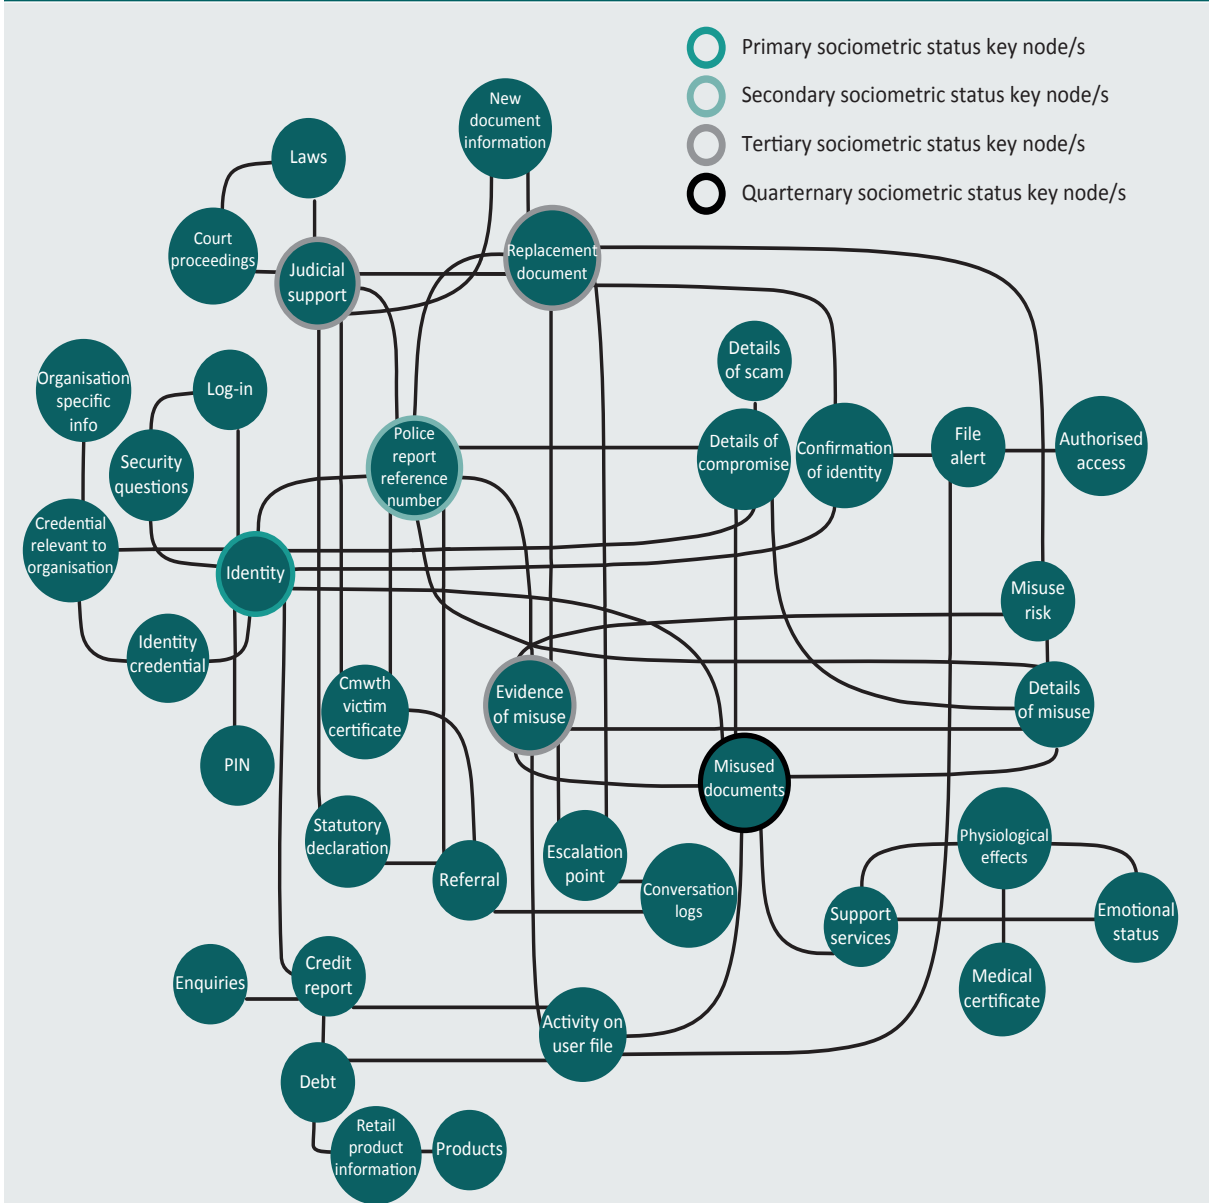 Primary sociometric status key node/s
Secondary sociometric status key node/s
Tertiary sociometric status key node/s
Quarternary sociometric status key node/s
New
document
information
Laws
Court
proceedings
Judicial
support
Replacement
document
Organisation
specific
info
Log-in
Security
questions
Details
of scam
Police
report
reference
number
Details of
compromise
Confirmation
of identity
File
alert
Authorised
access
Credential
relevant to
organisation
Identity
Misuse
risk
Identity
credential
Cmwth
victim
certificate
Evidence
of misuse
Details
of misuse
PIN
Misused
documents
Statutory
declaration
Referral
Escalation
point
Conversation
logs
Physiological
effects
Support
services
Emotional
status
Medical
certificate
Enquiries
Credit
report
Activity on
user file
Debt
Retail
product
information
Products